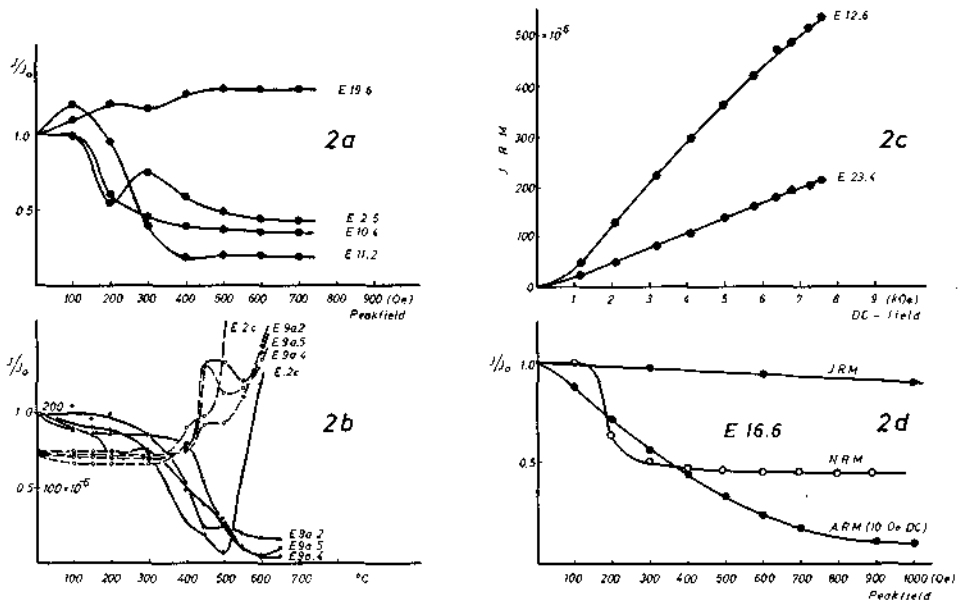 J/J₀
1.0
0.5
2a
E 19.6
E 2.5
E 10.4
E 11.2
100 200 300 400 500 600 700 800 900 (Oe)
Peakfield
500 ×10⁻⁶
400
300
200
100
0
J R M
2c
E 12.6
E 23.4
1 2 3 4 5 6 7 8 9 (kOe)
DC - field
J/J₀
1.0
200
0.5
100×10⁻⁶
2b
E 2c
E 9a2
E 9a.5
E 9a 4
E. 2c
E 9a.2
E 9a 5
E 9a.4
100 200 300 400 500 600 °C
J/J₀
1.0
0.5
2d
E 16.6
JRM
NRM
ARM (10 Oe DC)
100 200 300 400 500 600 700 800 900 1000 (Oe)
Peakfield